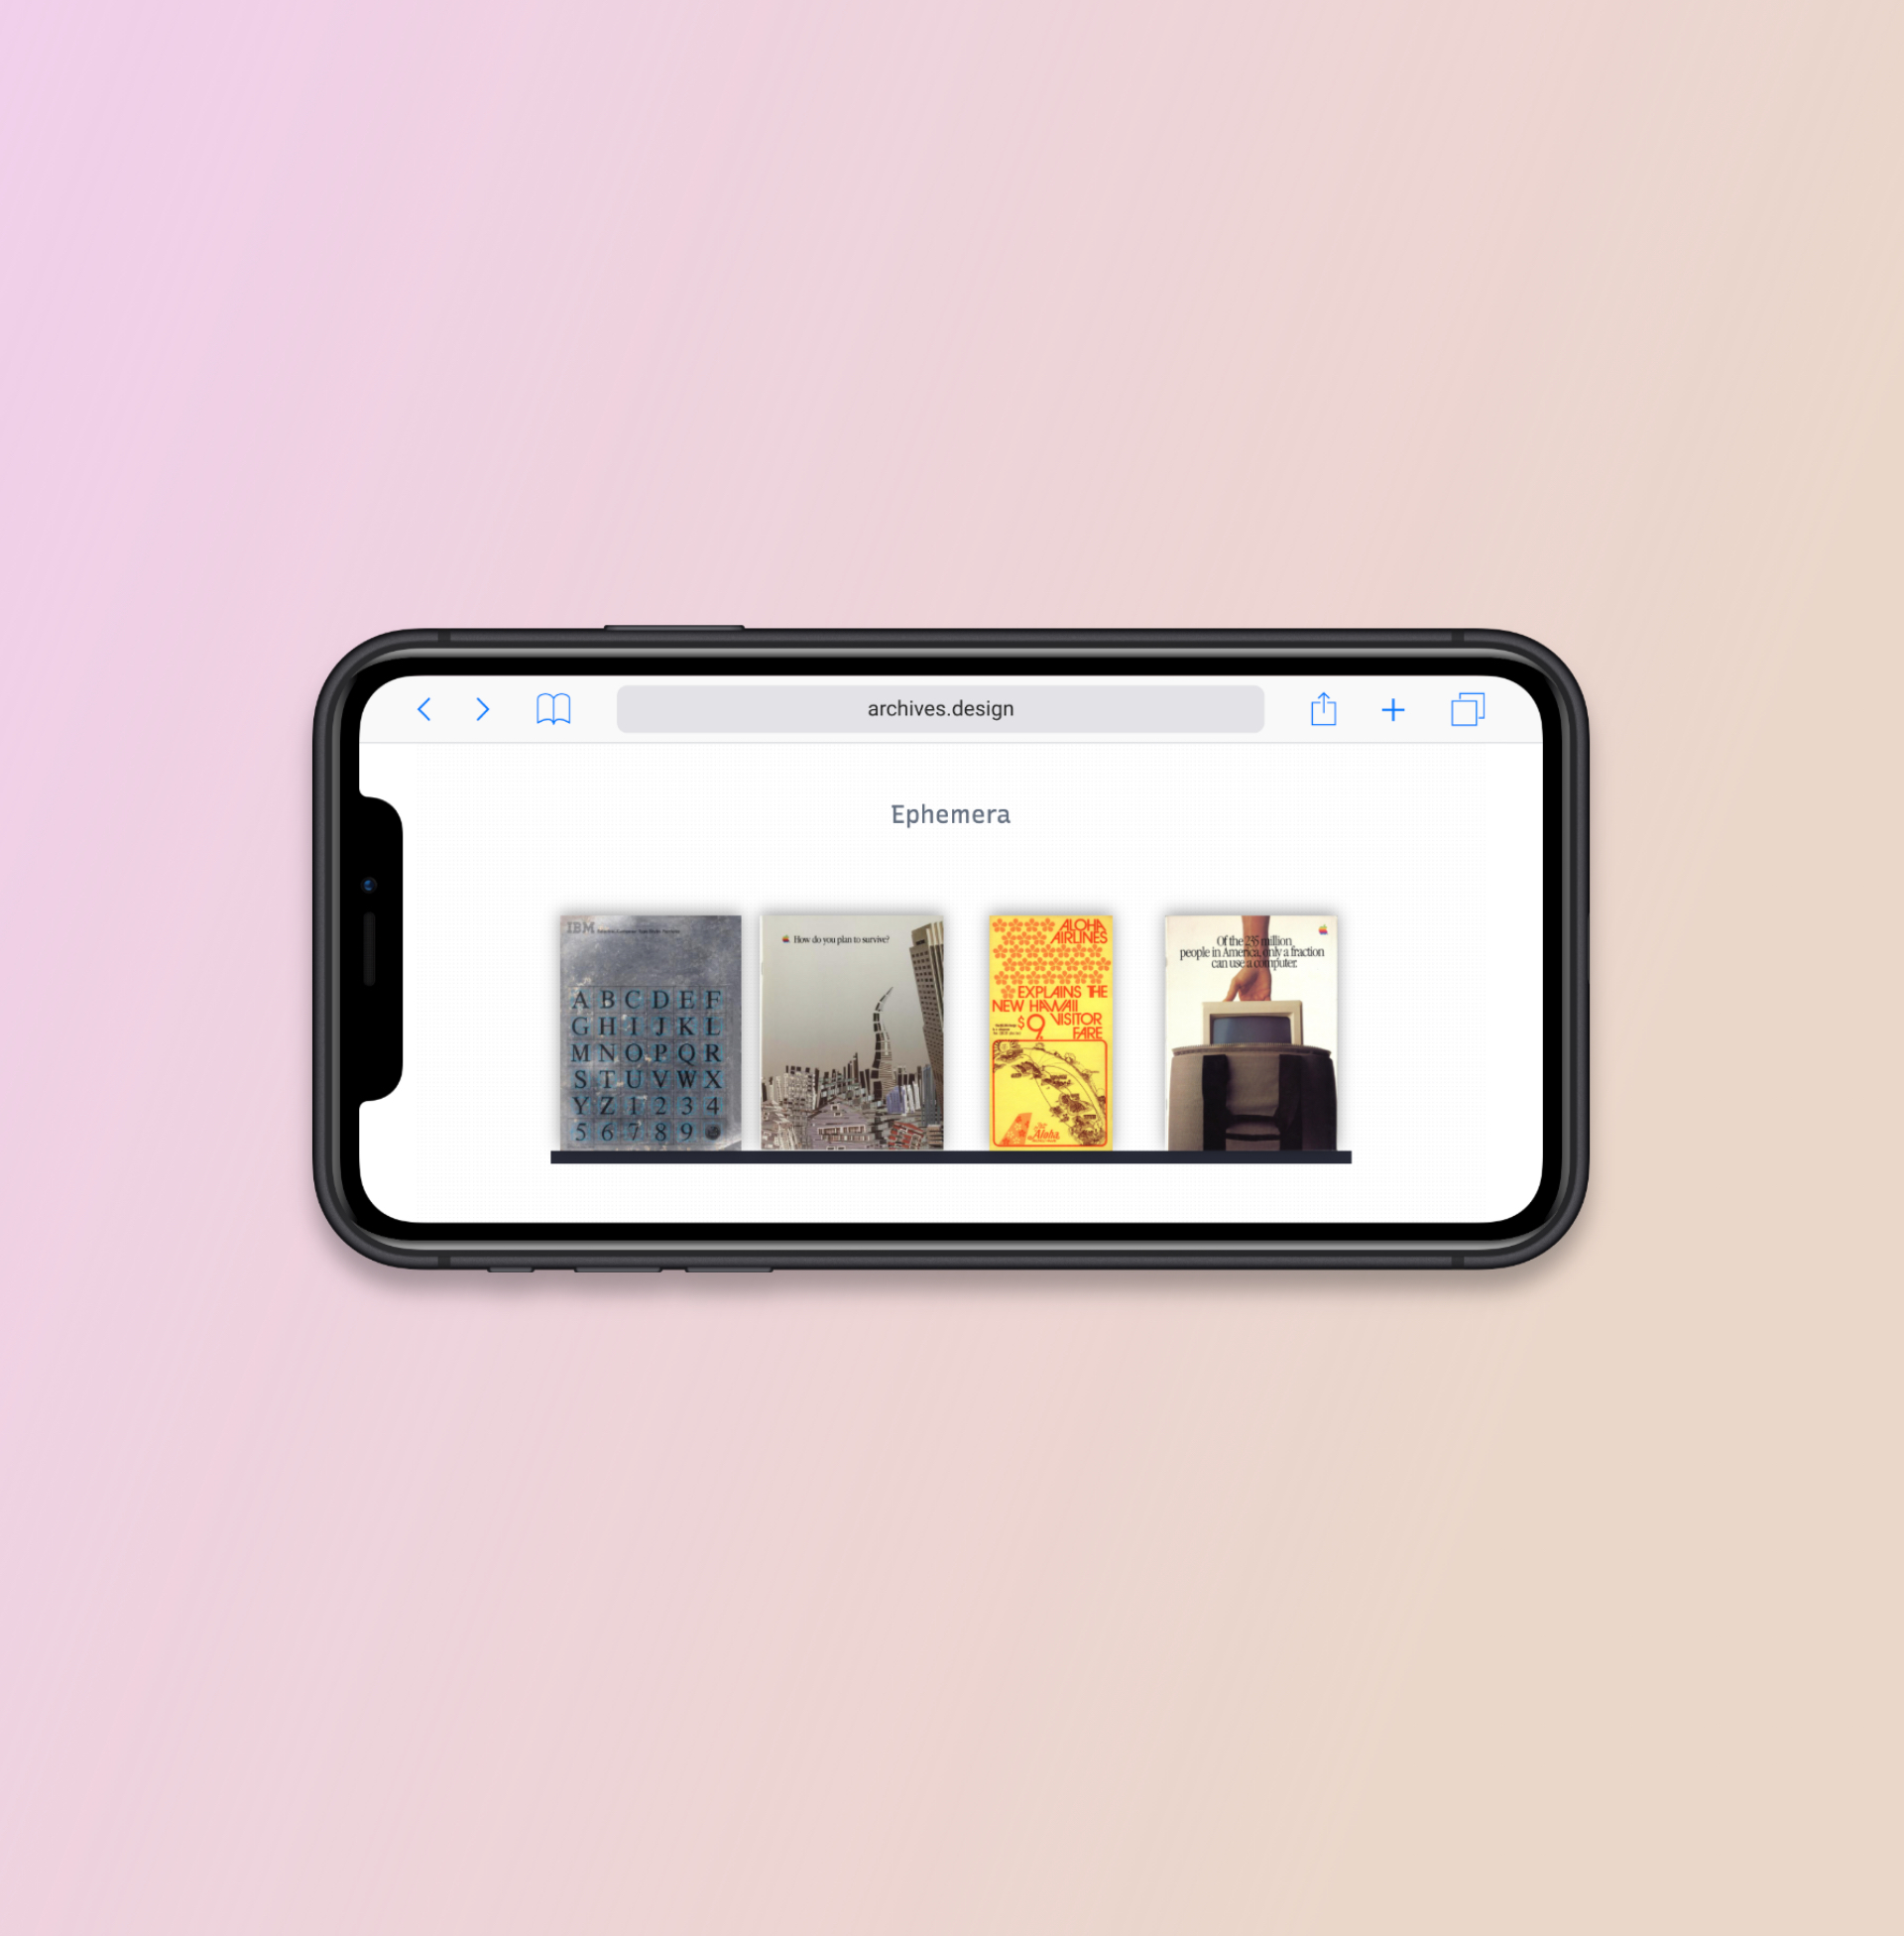 archives.design
Ephemera
IBM
A B C D E F
G H I J K L
M N O P Q R
S T U V W X
Y Z 1 2 3 4
5 6 7 8 9
How do you plan to survive?
ALOHA
AIRLINES
EXPLAINS THE
NEW HAWAII
$9. VISITOR
FARE
Aloha
Of the 235 million
people in America, only a fraction
can use a computer.